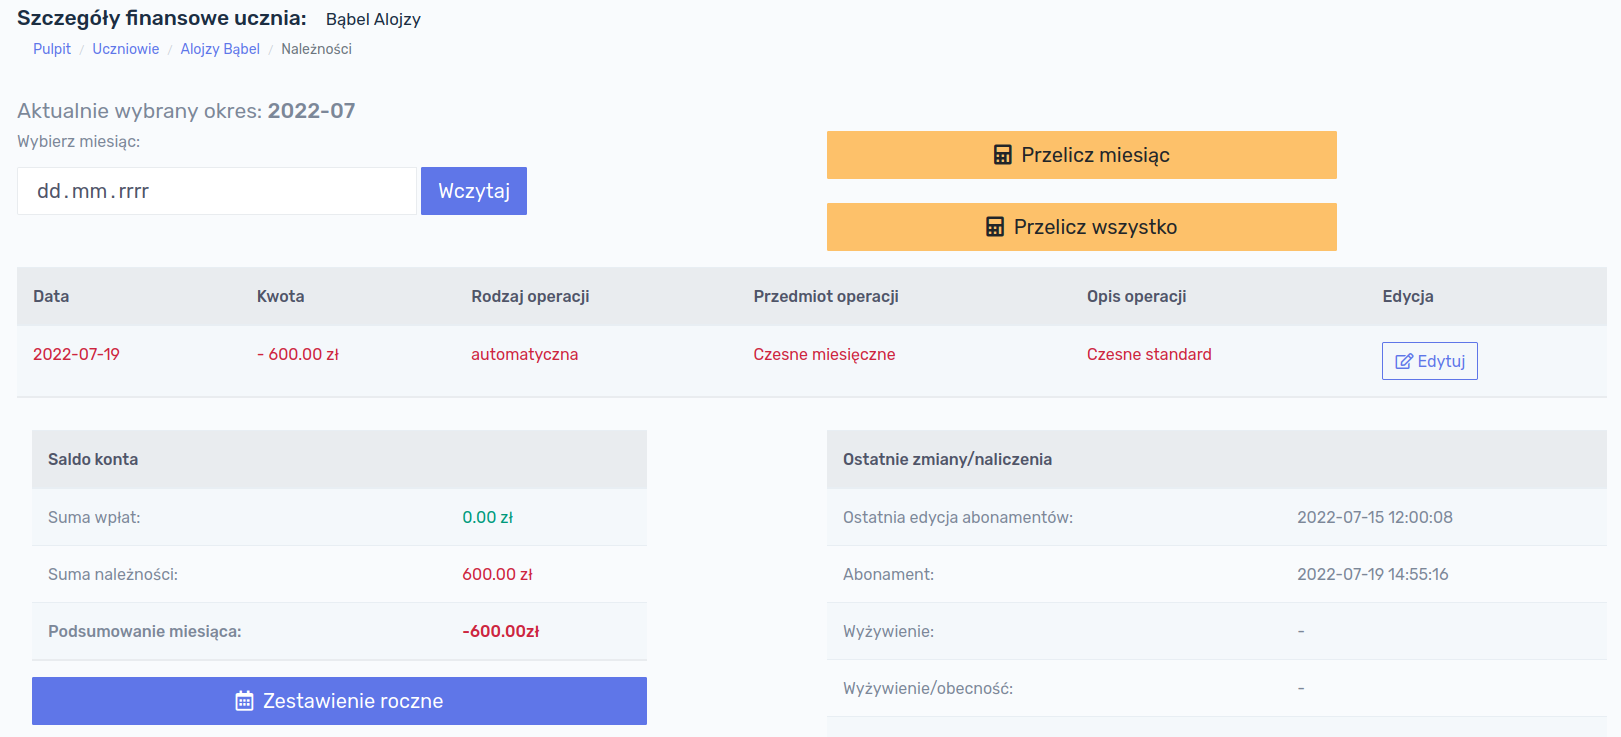 Szczegóły finansowe ucznia: Bąbel Alojzy
Pulpit / Uczniowie / Alojzy Bąbel / Należności
Aktualnie wybrany okres: 2022-07
Wybierz miesiąc:
dd.mm.rrrr Wczytaj
Przelicz miesiąc
Przelicz wszystko
Data Kwota Rodzaj operacji Przedmiot operacji Opis operacji Edycja
2022-07-19 - 600.00 zł automatyczna Czesne miesięczne Czesne standard Edytuj
Saldo konta
Suma wpłat: 0.00 zł
Suma należności: 600.00 zł
Podsumowanie miesiąca: -600.00zł
Zestawienie roczne
Ostatnie zmiany/naliczenia
Ostatnia edycja abonamentów: 2022-07-15 12:00:08
Abonament: 2022-07-19 14:55:16
Wyżywienie: -
Wyżywienie/obecność: -